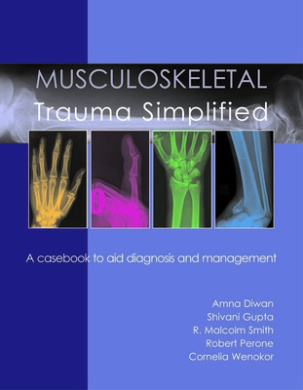 MUSCULOSKELETAL
Trauma Simplified
A casebook to aid diagnosis and management
Amna Diwan
Shivani Gupta
R. Malcolm Smith
Robert Perone
Cornelia Wenokor